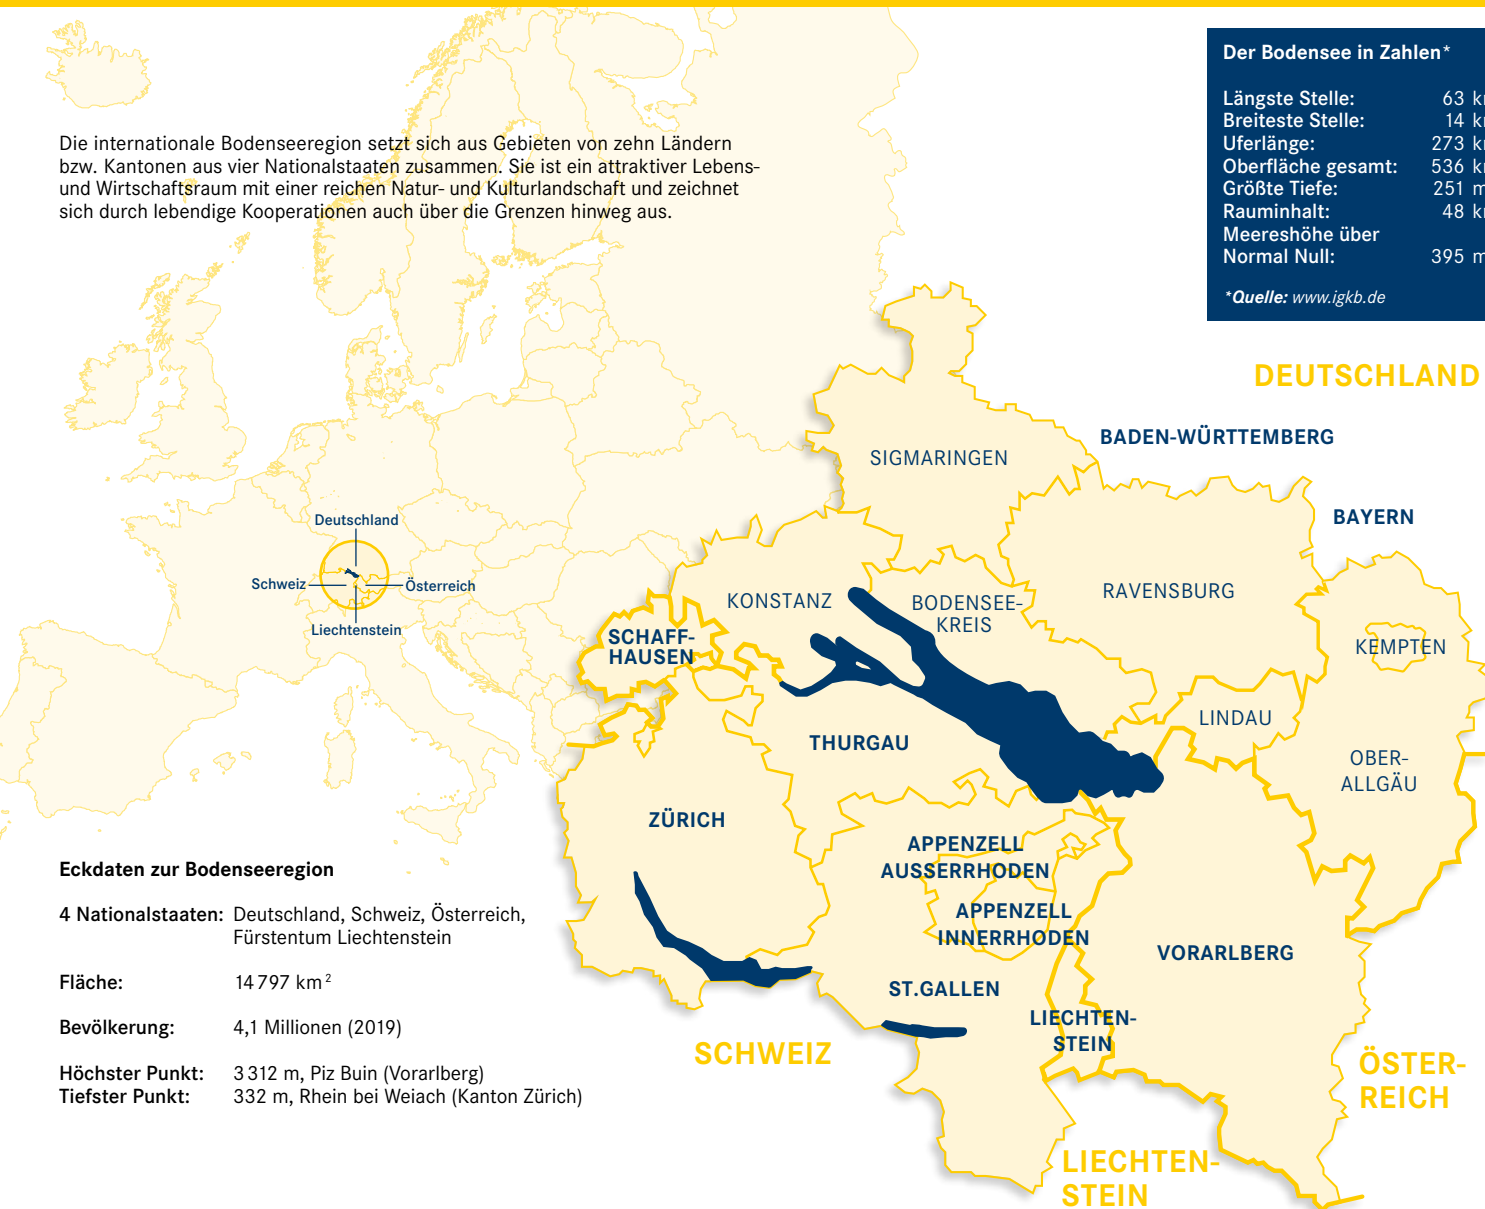 Der Bodensee in Zahlen*
Längste Stelle: 63
Breiteste Stelle: 14
Uferlänge: 273
Oberfläche gesamt: 536
Größte Tiefe: 251 m
Rauminhalt: 48
Meereshöhe über
Normal Null: 395 m
*Quelle: www.igkb.de
Die internationale Bodenseeregion setzt sich aus Gebieten von zehn Ländern
bzw. Kantonen aus vier Nationalstaaten zusammen. Sie ist ein attraktiver Lebens-
und Wirtschaftsraum mit einer reichen Natur- und Kulturlandschaft und zeichnet
sich durch lebendige Kooperationen auch über die Grenzen hinweg aus.
DEUTSCHLAND
BADEN-WÜRTTEMBERG
SIGMARINGEN
BAYERN
Deutschland
Schweiz
Österreich
Liechtenstein
KONSTANZ
BODENSEE-
KREIS
RAVENSBURG
SCHAFF-
HAUSEN
KEMPTEN
LINDAU
THURGAU
OBER-
ALLGÄU
ZÜRICH
APPENZELL
AUSSERRHODEN
APPENZELL
INNERRHODEN
VORARLBERG
ST.GALLEN
LIECHTEN-
STEIN
SCHWEIZ
ÖSTER-
REICH
LIECHTEN-
STEIN
Eckdaten zur Bodenseeregion
4 Nationalstaaten: Deutschland, Schweiz, Österreich,
Fürstentum Liechtenstein
Fläche: 14 797 km²
Bevölkerung: 4,1 Millionen (2019)
Höchster Punkt: 3 312 m, Piz Buin (Vorarlberg)
Tiefster Punkt: 332 m, Rhein bei Weiach (Kanton Zürich)